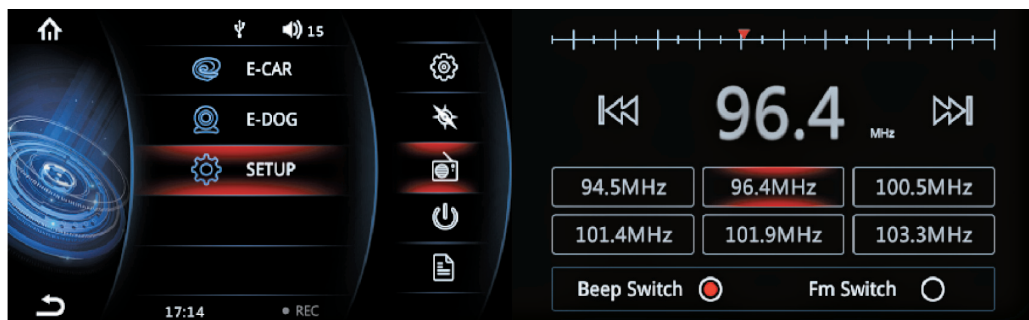 15
E-CAR
E-DOG
SETUP
17:14 REC
96.4 MHz
94.5MHz 96.4MHz 100.5MHz
101.4MHz 101.9MHz 103.3MHz
Beep Switch Fm Switch